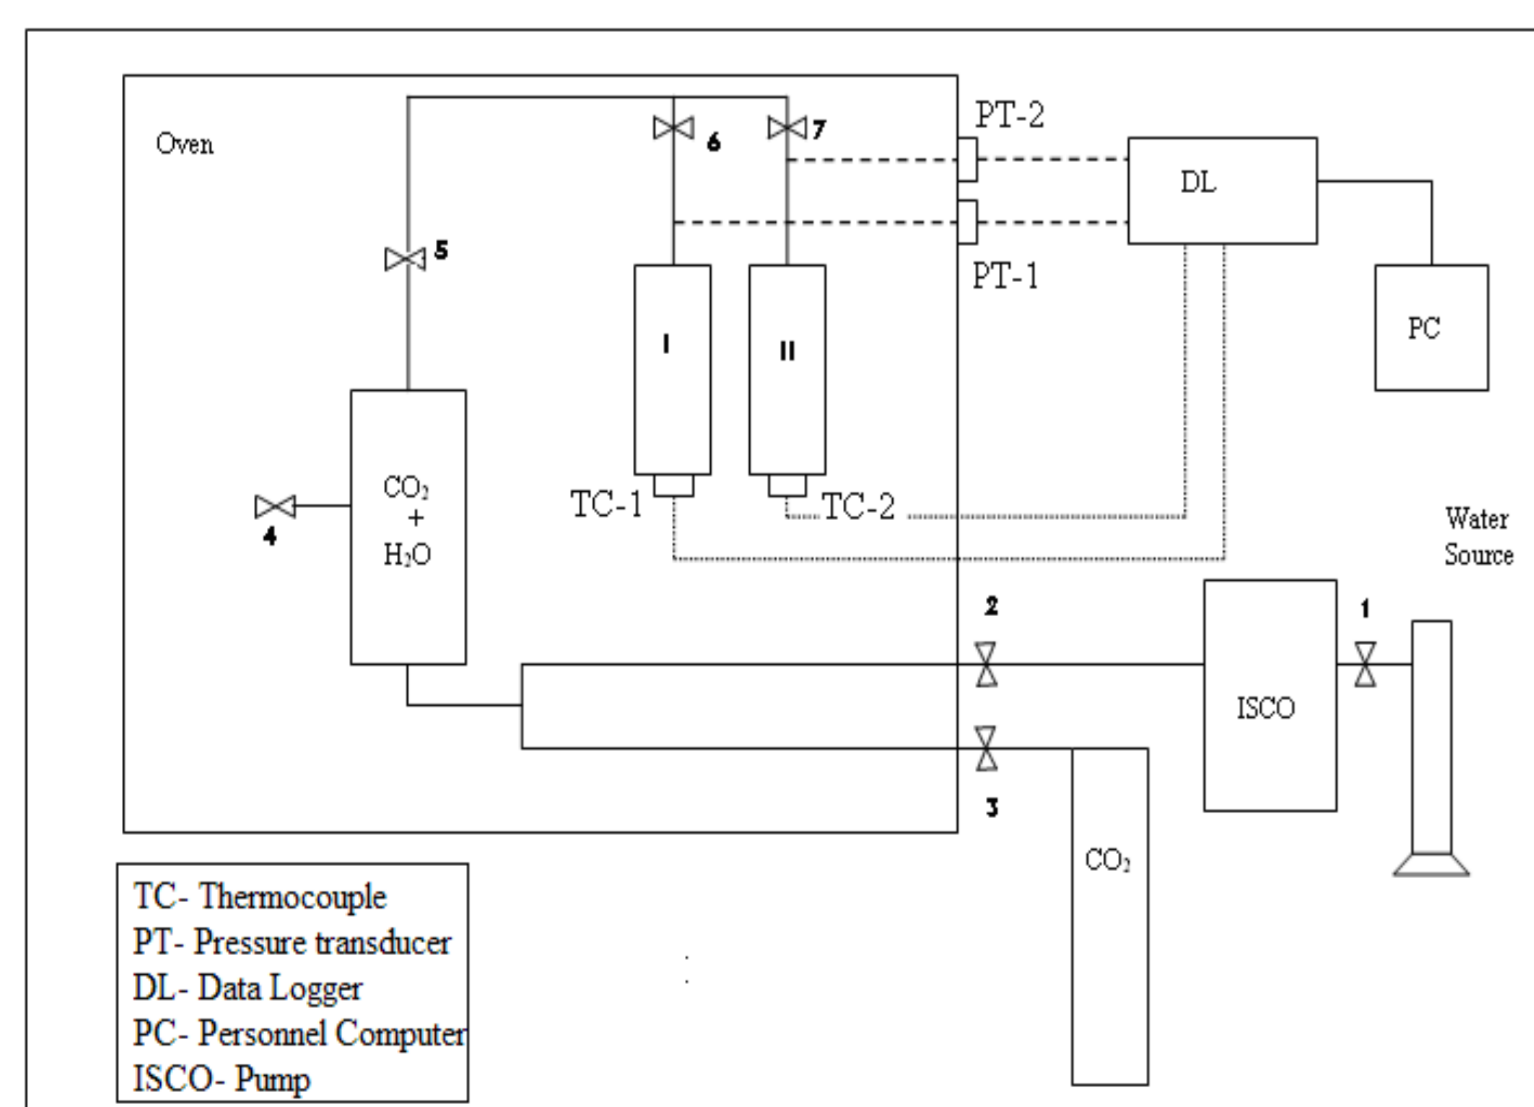 Oven
PT-2
6
7
DL
5
PT-1
I
II
PC
CO₂
+
H₂O
4
TC-1
TC-2
Water
Source
2
1
ISCO
3
CO₂
TC- Thermocouple
PT- Pressure transducer
DL- Data Logger
PC- Personnel Computer
ISCO- Pump